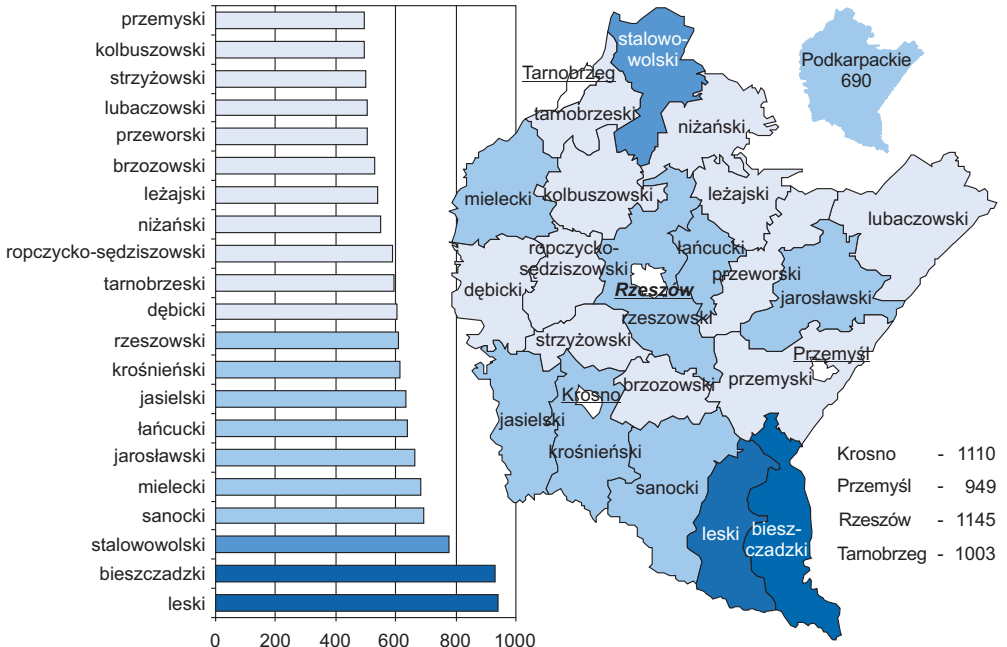 przemyski
kolbuszowski
strzyżowski
lubaczowski
przeworski
brzozowski
leżajski
niżański
ropczycko-sędziszowski
tarnobrzeski
dębicki
rzeszowski
krośnieński
jasielski
łańcucki
jarosławski
mielecki
sanocki
stalowowolski
bieszczadzki
leski
0 200 400 600 800 1000
stalowo-
wolski
Tarnobrzeg
tarnobrzeski
niżański
mielecki
kolbuszowski
leżajski
lubaczowski
ropczycko-
sędziszowski
łańcucki
przeworski
dębicki
Rzeszów
jarosławski
rzeszowski
strzyżowski
Przemyśl
przemyski
brzozowski
Krosno
jasielski
krośnieński
sanocki
leski
biesz-
czadzki
Podkarpackie
690
Krosno - 1110
Przemyśl - 949
Rzeszów - 1145
Tarnobrzeg - 1003